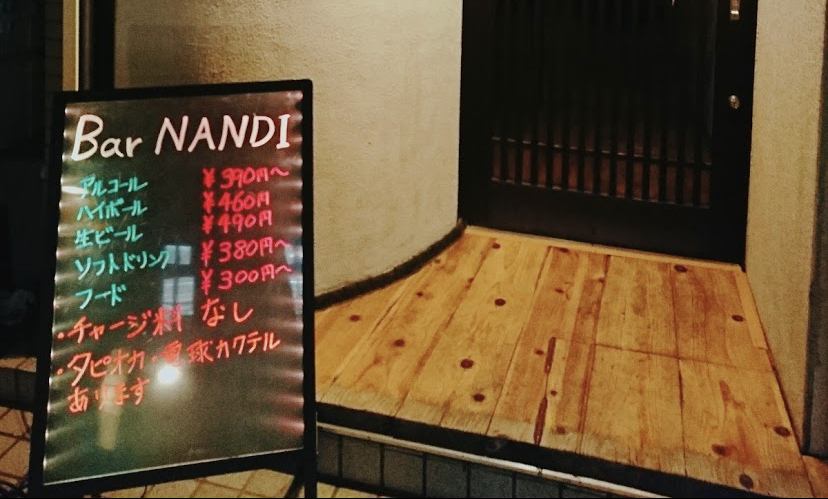 Bar NANDI
アルコール ¥390円〜
ハイボール ¥460円
生ビール ¥490円
ソフトドリンク ¥380円〜
フード ¥300円〜
・チャージ料 なし
・タピオカ・電球カクテル
あります